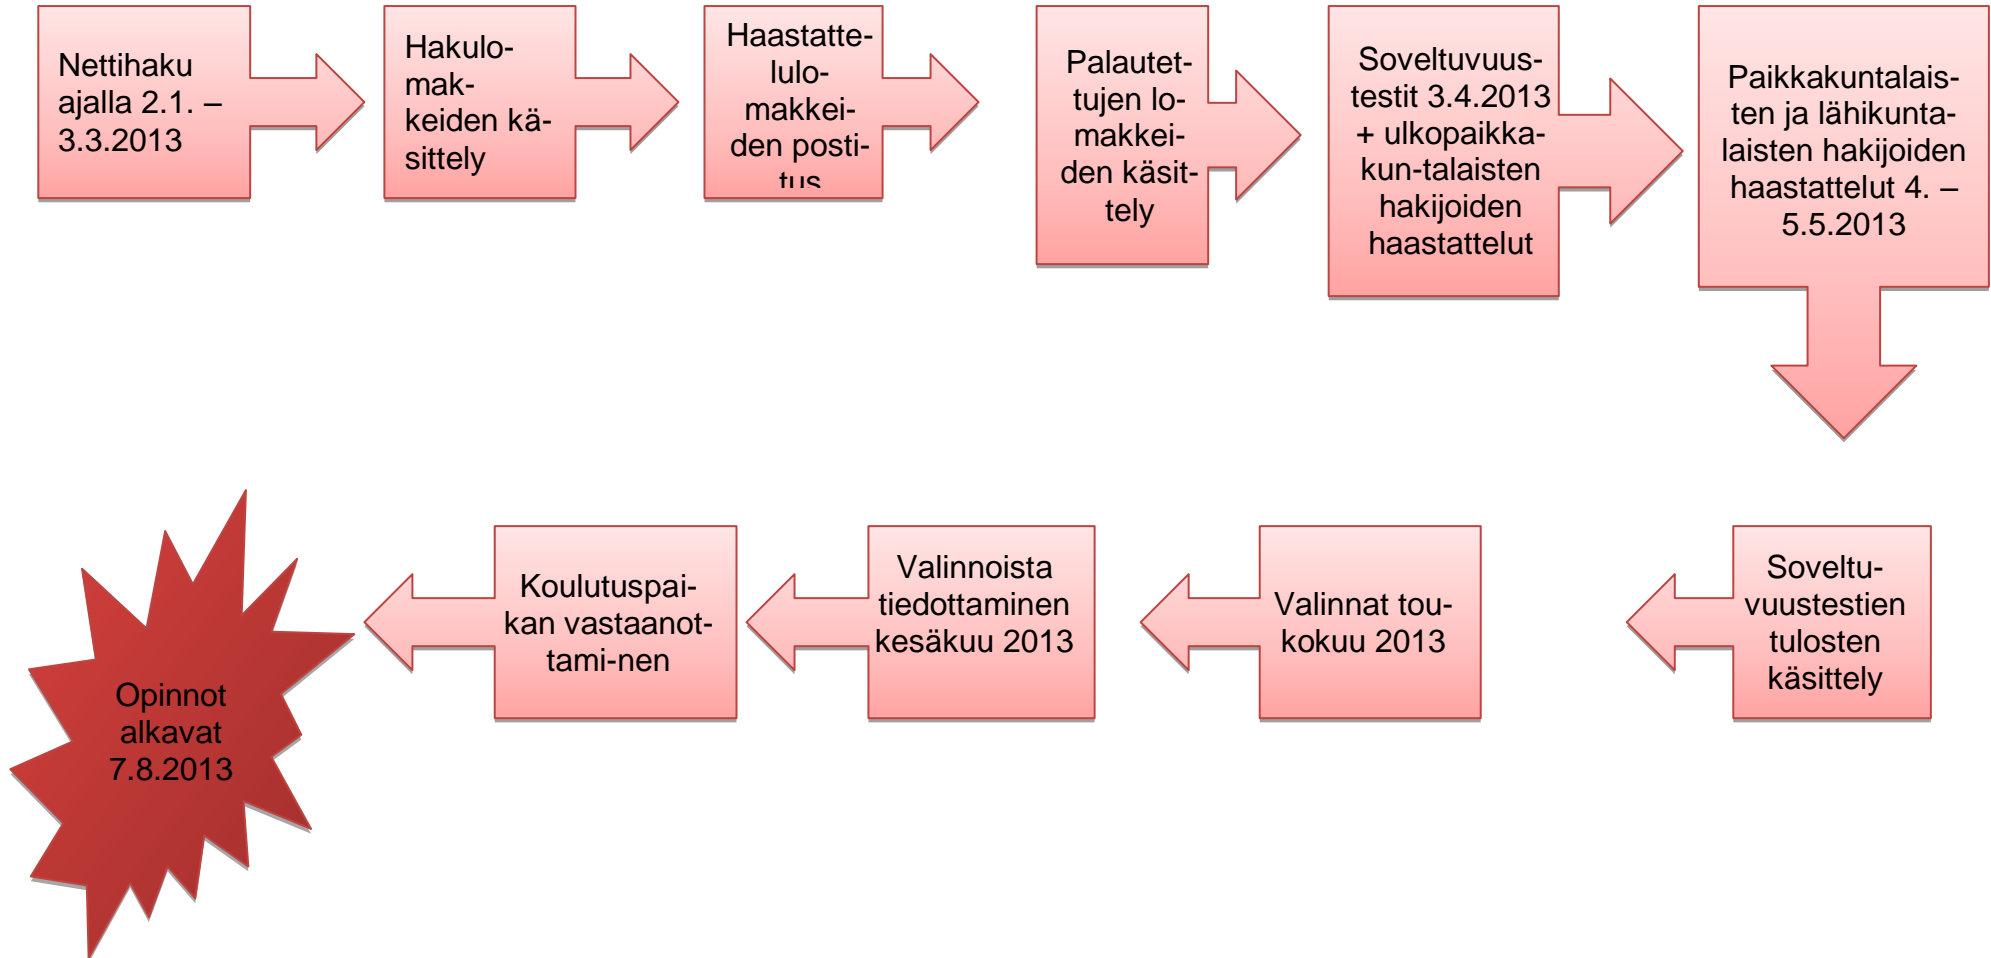 Nettihaku
ajalla 2.1. –
3.3.2013
Hakulo-
mak-
keiden kä-
sittely
Haastatte-
lulo-
makkei-
den posti-
tus
Palautet-
tujen lo-
makkei-
den käsit-
tely
Soveltuvuus-
testit 3.4.2013
+ ulkopaikka-
kun-talaisten
hakijoiden
haastattelut
Paikkakuntalais-
ten ja lähikunta-
laisten hakijoiden
haastattelut 4. –
5.5.2013
Soveltu-
vuustestien
tulosten
käsittely
Valinnat tou-
kokuu 2013
Valinnoista
tiedottaminen
kesäkuu 2013
Koulutuspai-
kan vastaanot-
tami-nen
Opinnot
alkavat
7.8.2013